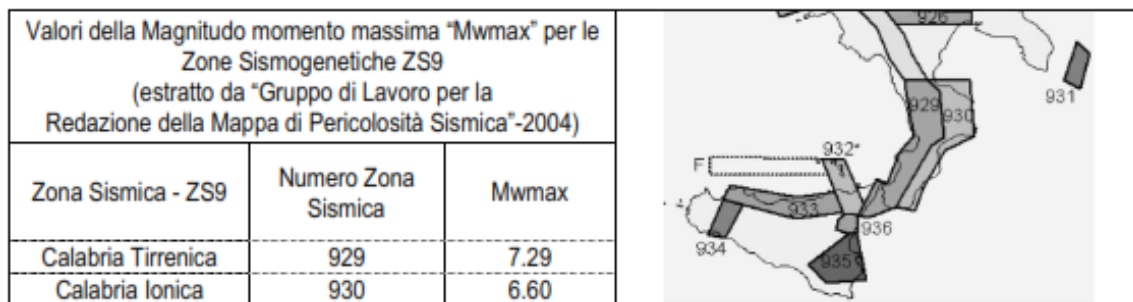 Valori della Magnitudo momento massima "Mwmax" per le
Zone Sismogenetiche ZS9
(estratto da "Gruppo di Lavoro per la
Redazione della Mappa di Pericolosità Sismica"-2004)
Zona Sismica - ZS9
Numero Zona
Sismica
Mwmax
Calabria Tirrenica 929 7.29
Calabria Ionica 930 6.60
926
929
930
931
932
F
933
934
936
935